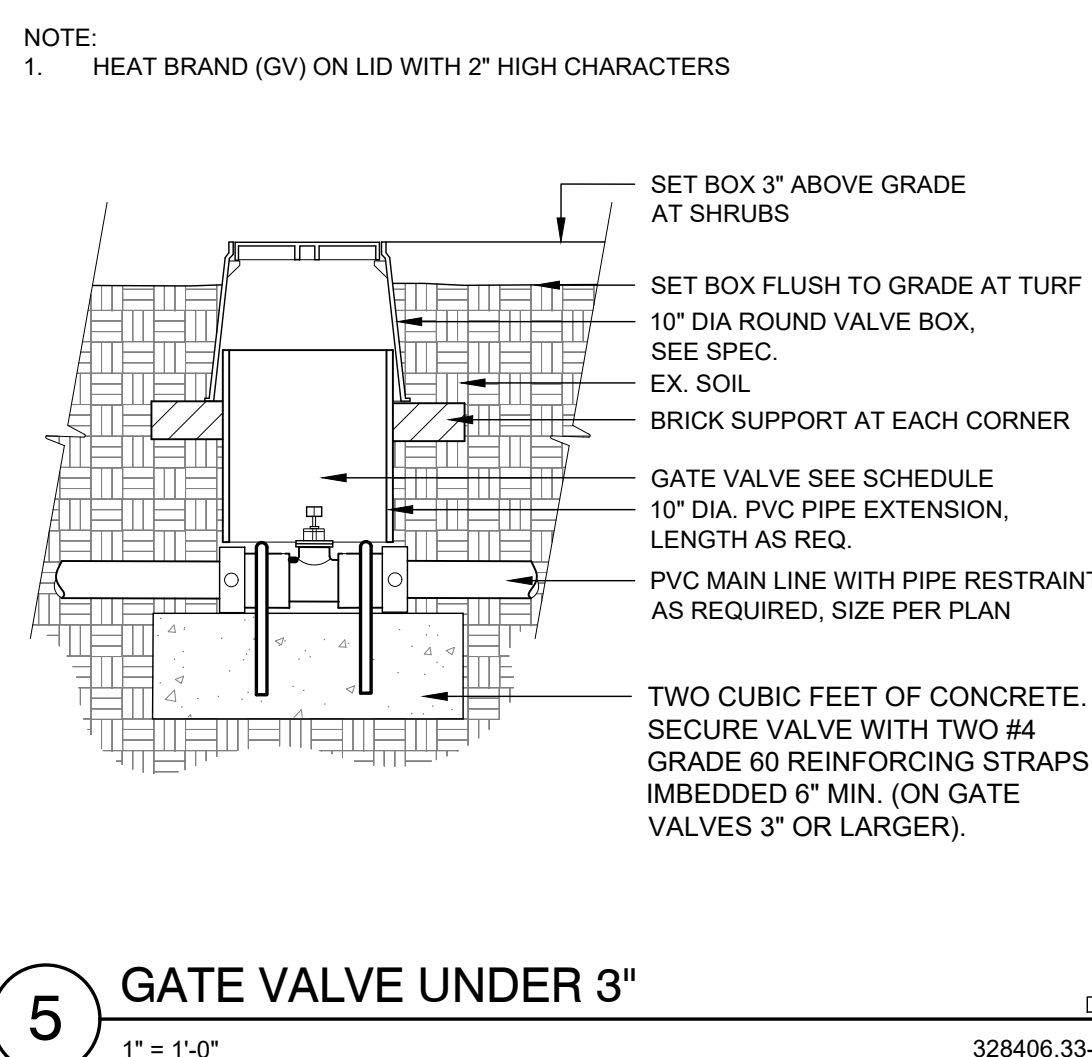 NOTE:
1. HEAT BRAND (GV) ON LID WITH 2" HIGH CHARACTERS
SET BOX 3" ABOVE GRADE
AT SHRUBS
SET BOX FLUSH TO GRADE AT TURF
10" DIA ROUND VALVE BOX,
SEE SPEC.
EX. SOIL
BRICK SUPPORT AT EACH CORNER
GATE VALVE SEE SCHEDULE
10" DIA. PVC PIPE EXTENSION,
LENGTH AS REQ.
PVC MAIN LINE WITH PIPE RESTRAINT
AS REQUIRED, SIZE PER PLAN
TWO CUBIC FEET OF CONCRETE.
SECURE VALVE WITH TWO #4
GRADE 60 REINFORCING STRAPS
IMBEDDED 6" MIN. (ON GATE
VALVES 3" OR LARGER).
5
GATE VALVE UNDER 3"
1" = 1'-0"
328406.33-